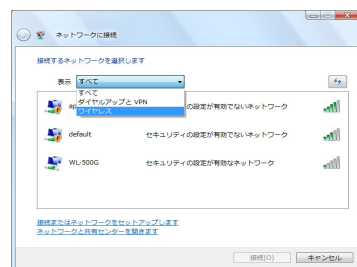 ネットワークに接続
接続するネットワークを選択します
表示 すべて
すべて
ダイヤルアップと VPN
ワイヤレス
ap
の設定が有効でないネットワーク
default セキュリティの設定が有効でないネットワーク
WL-500G セキュリティの設定が有効なネットワーク
接続またはネットワークをセットアップします
ネットワークと共有センターを開きます
接続(O) キャンセル